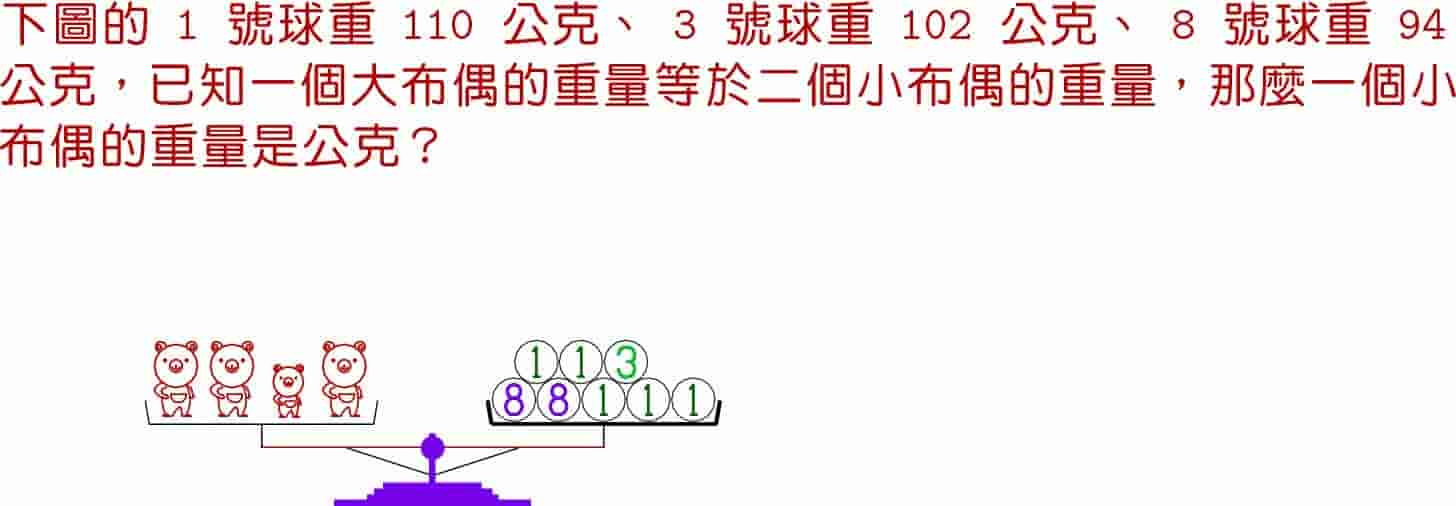 下圖的 1 號球重 110 公克、 3 號球重 102 公克、 8 號球重 94
公克，已知一個大布偶的重量等於二個小布偶的重量，那麼一個小
布偶的重量是公克？
1 1 3
8 8 1 1 1